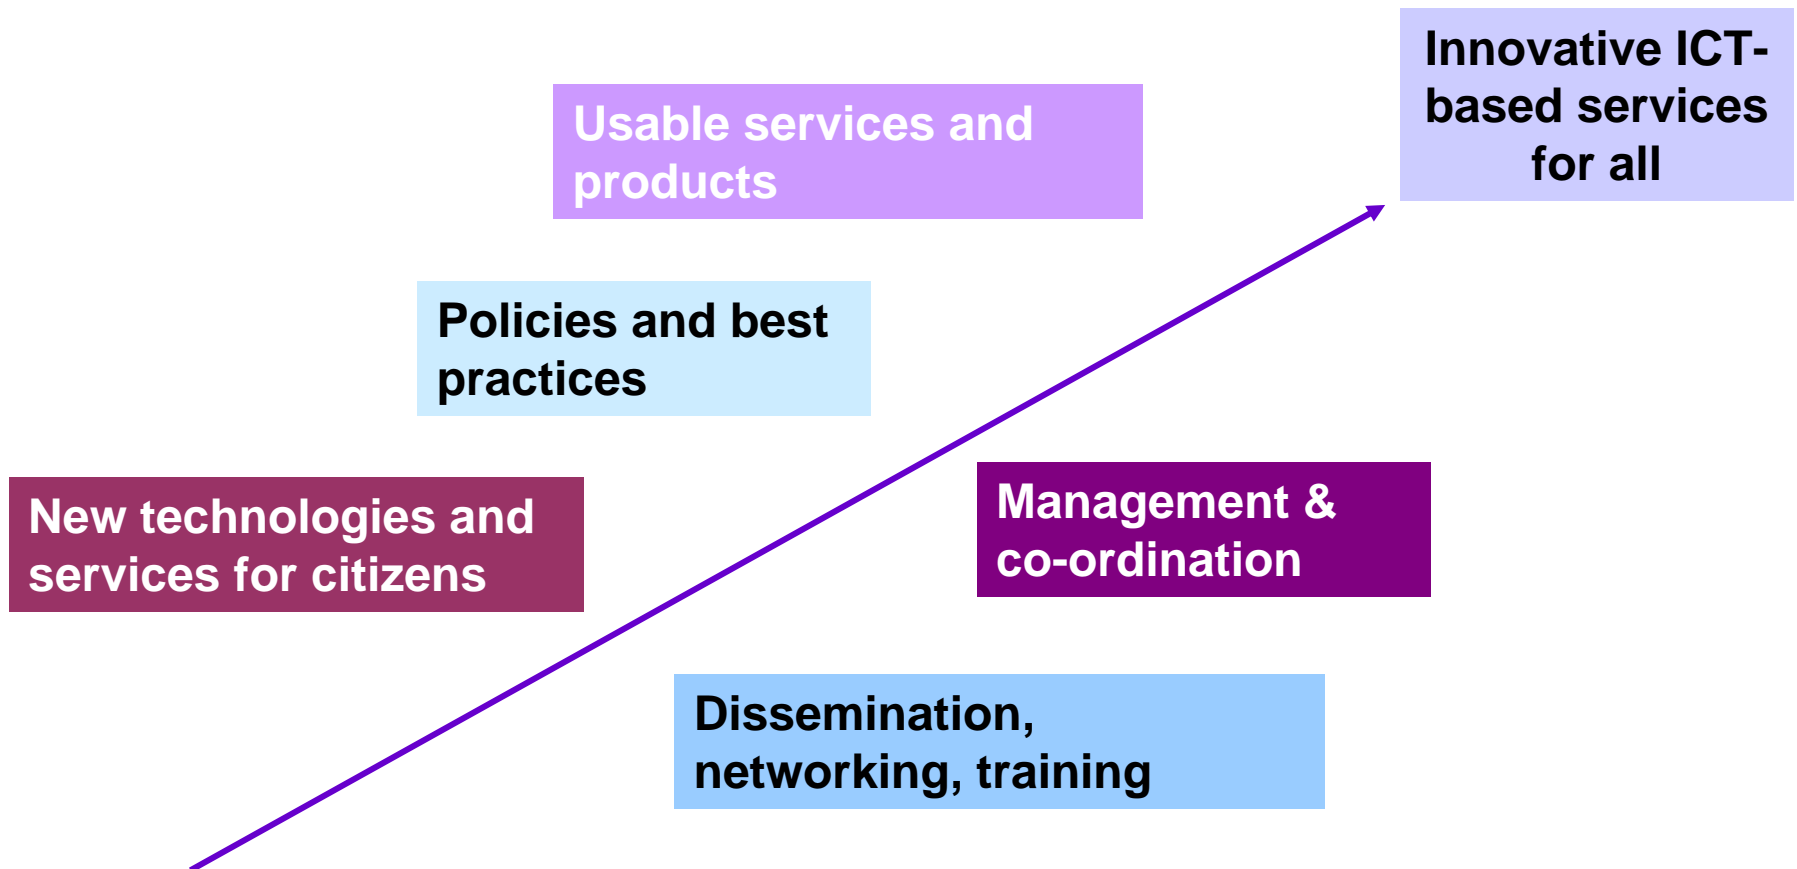 Innovative ICT-
based services
for all
Usable services and
products
Policies and best
practices
New technologies and
services for citizens
Management &
co-ordination
Dissemination,
networking, training